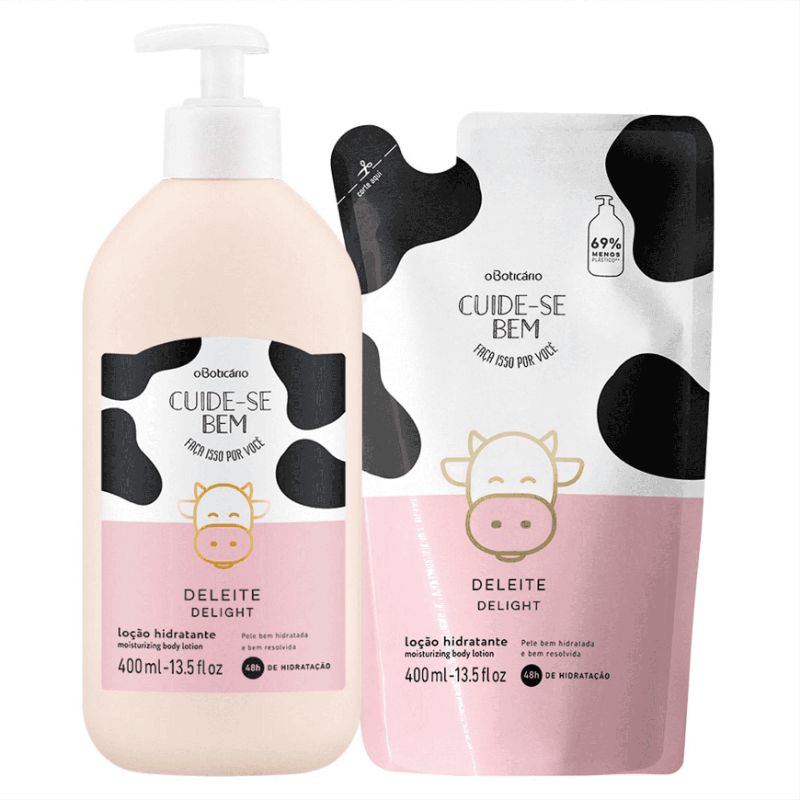 oBoticário
CUIDE-SE
BEM
FAÇA ISSO POR VOCÊ
DELEITE
DELIGHT
loção hidratante
moisturizing body lotion
400 ml-13.5 fl oz
Pele bem hidratada
e bem resolvida
48h DE HIDRATAÇÃO
corte aqui
69%
MENOS
PLÁSTICO**
oBoticário
CUIDE-SE
BEM
FAÇA ISSO POR VOCÊ
DELEITE
DELIGHT
loção hidratante
moisturizing body lotion
400 ml-13.5 fl oz
Pele bem hidratada
e bem resolvida
48h DE HIDRATAÇÃO